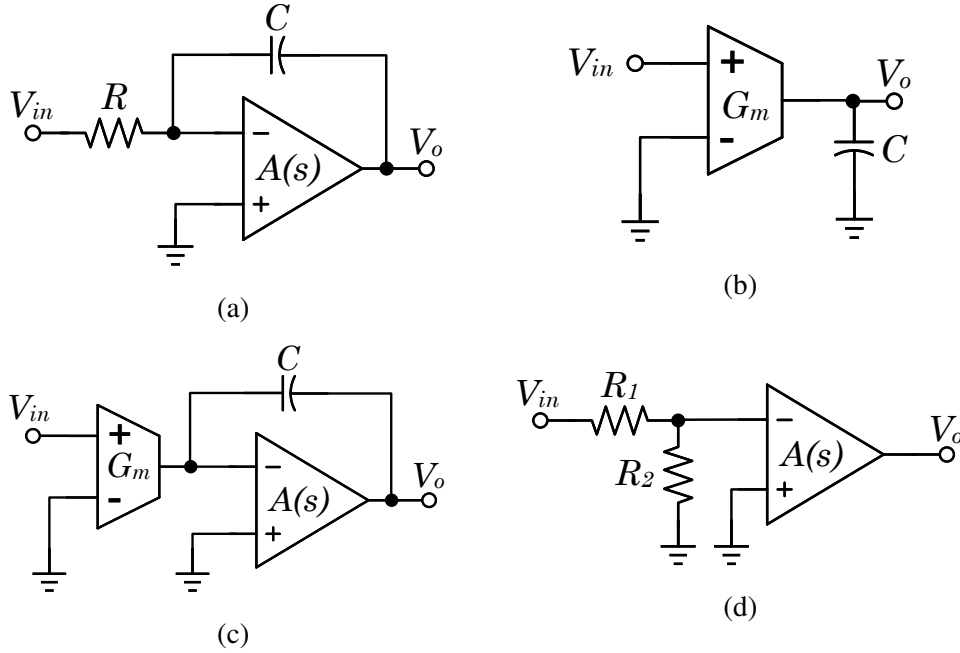 C
V_in
R
−
A(s)
+
V_o
(a)
V_in
+
G_m
-
V_o
C
(b)
C
V_in
+
G_m
-
−
A(s)
+
V_o
(c)
V_in
R_1
R_2
−
A(s)
+
V_o
(d)